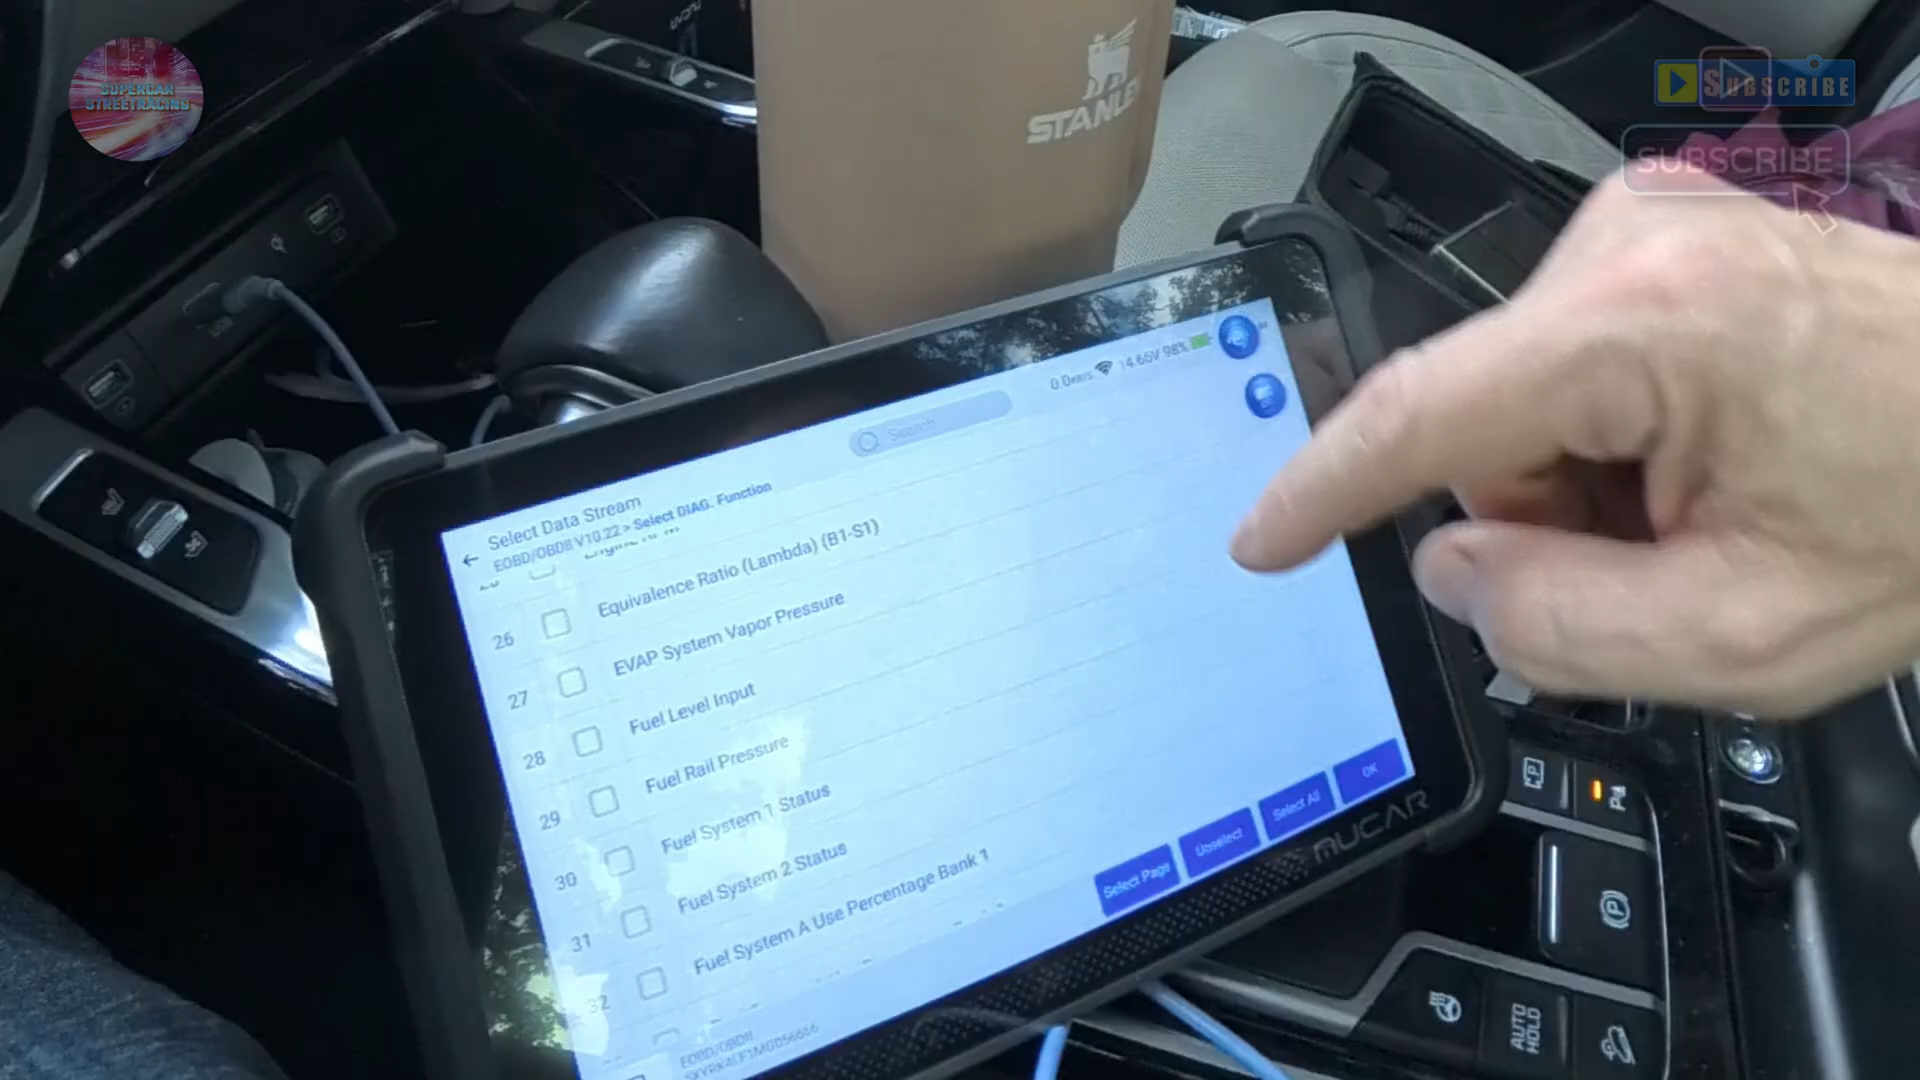 SUPERCAR
STREETRACING
SUBSCRIBE
SUBSCRIBE
STANLEY
14.65V 98%
Search
Select Data Stream
EOBD/OBDII V10.22 > Select DIAG. Function
26 Equivalence Ratio (Lambda) (B1-S1)
27 EVAP System Vapor Pressure
28 Fuel Level Input
29 Fuel Rail Pressure
30 Fuel System 1 Status
31 Fuel System 2 Status
32 Fuel System A Use Percentage Bank 1
Select Page
Unselect
Select All
OK
MUCAR
EOBD/OBDII
AUTO
HOLD